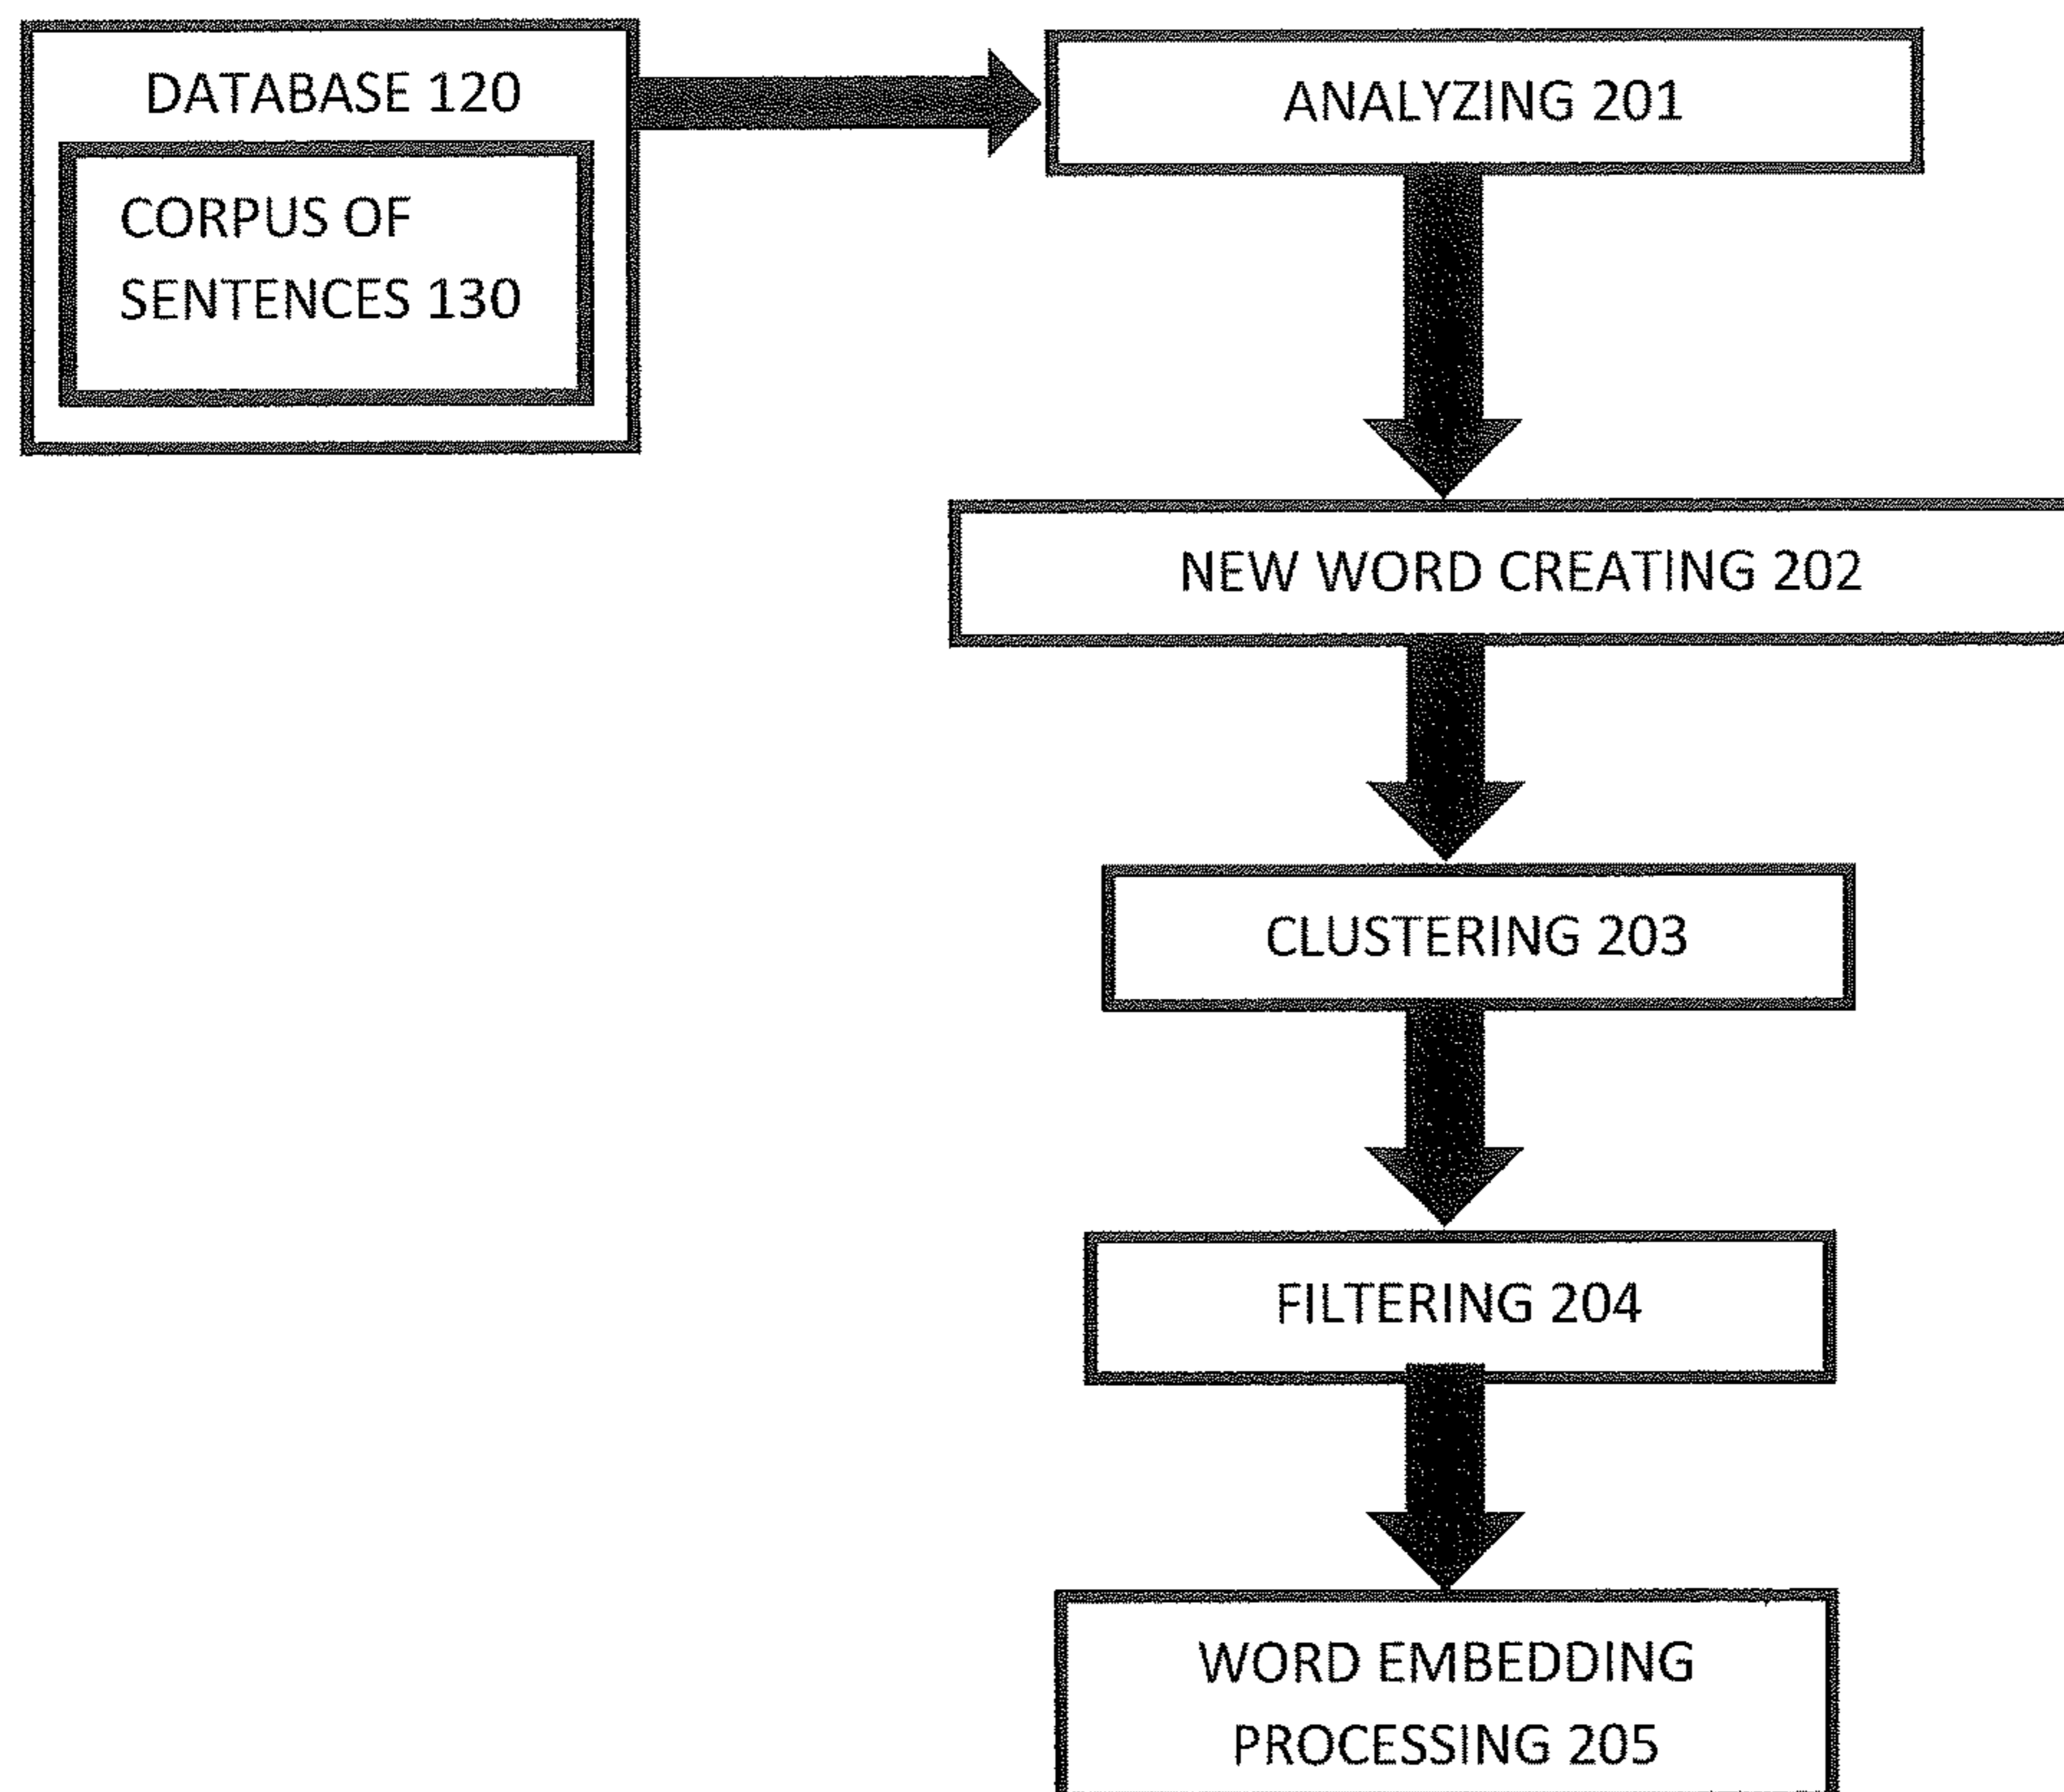 DATABASE 120
CORPUS OF
SENTENCES 130
ANALYZING 201
NEW WORD CREATING 202
CLUSTERING 203
FILTERING 204
WORD EMBEDDING
PROCESSING 205